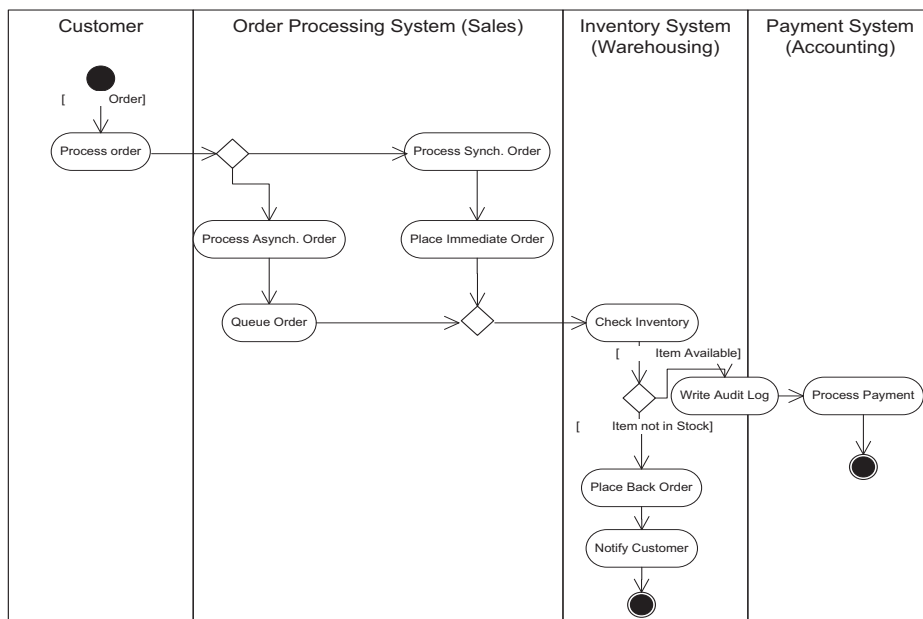 Customer
Order Processing System (Sales)
Inventory System
(Warehousing)
Payment System
(Accounting)
[ Order]
Process order
Process Synch. Order
Process Asynch. Order
Place Immediate Order
Queue Order
Check Inventory
[ Item Available]
Write Audit Log
Process Payment
[ Item not in Stock]
Place Back Order
Notify Customer